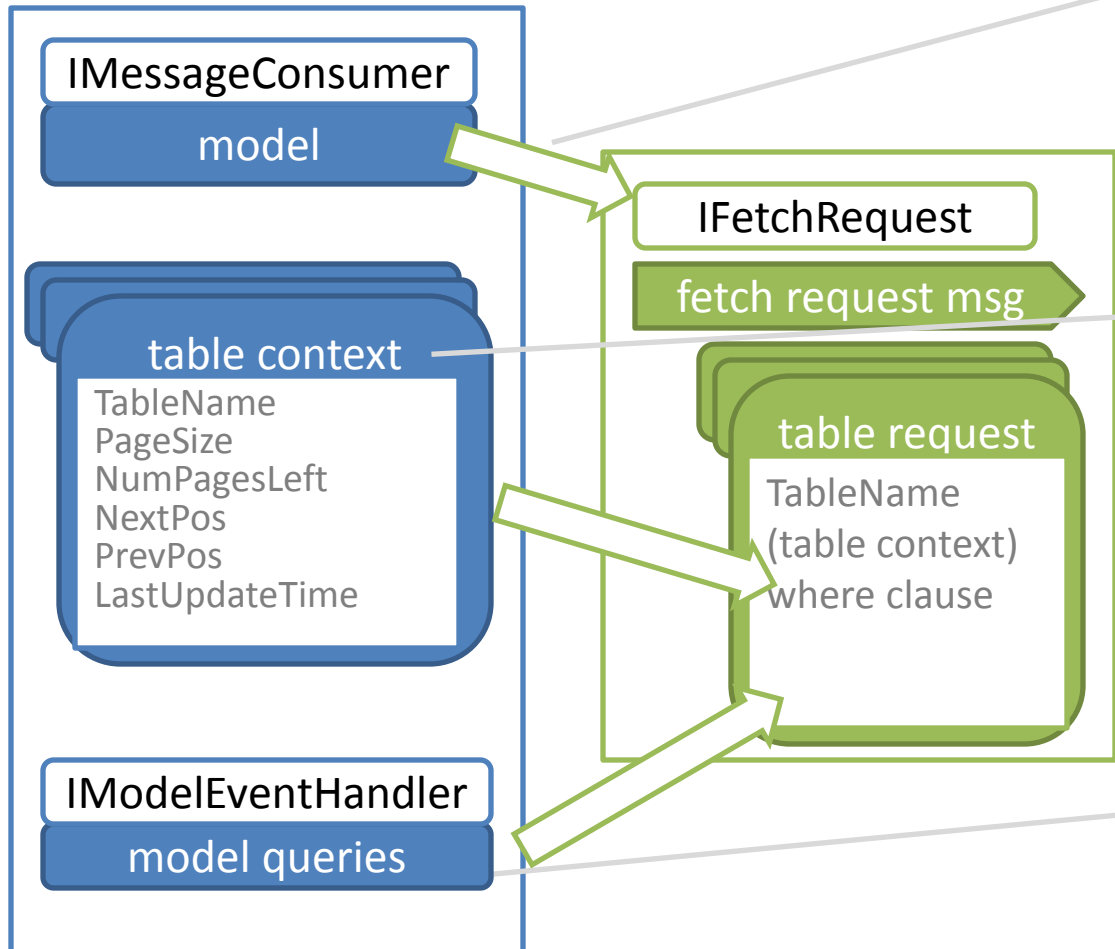 IMessageConsumer
model
table context
TableName
PageSize
NumPagesLeft
NextPos
PrevPos
LastUpdateTime
IModelEventHandler
model queries
IFetchRequest
fetch request msg
table request
TableName
(table context)
where clause